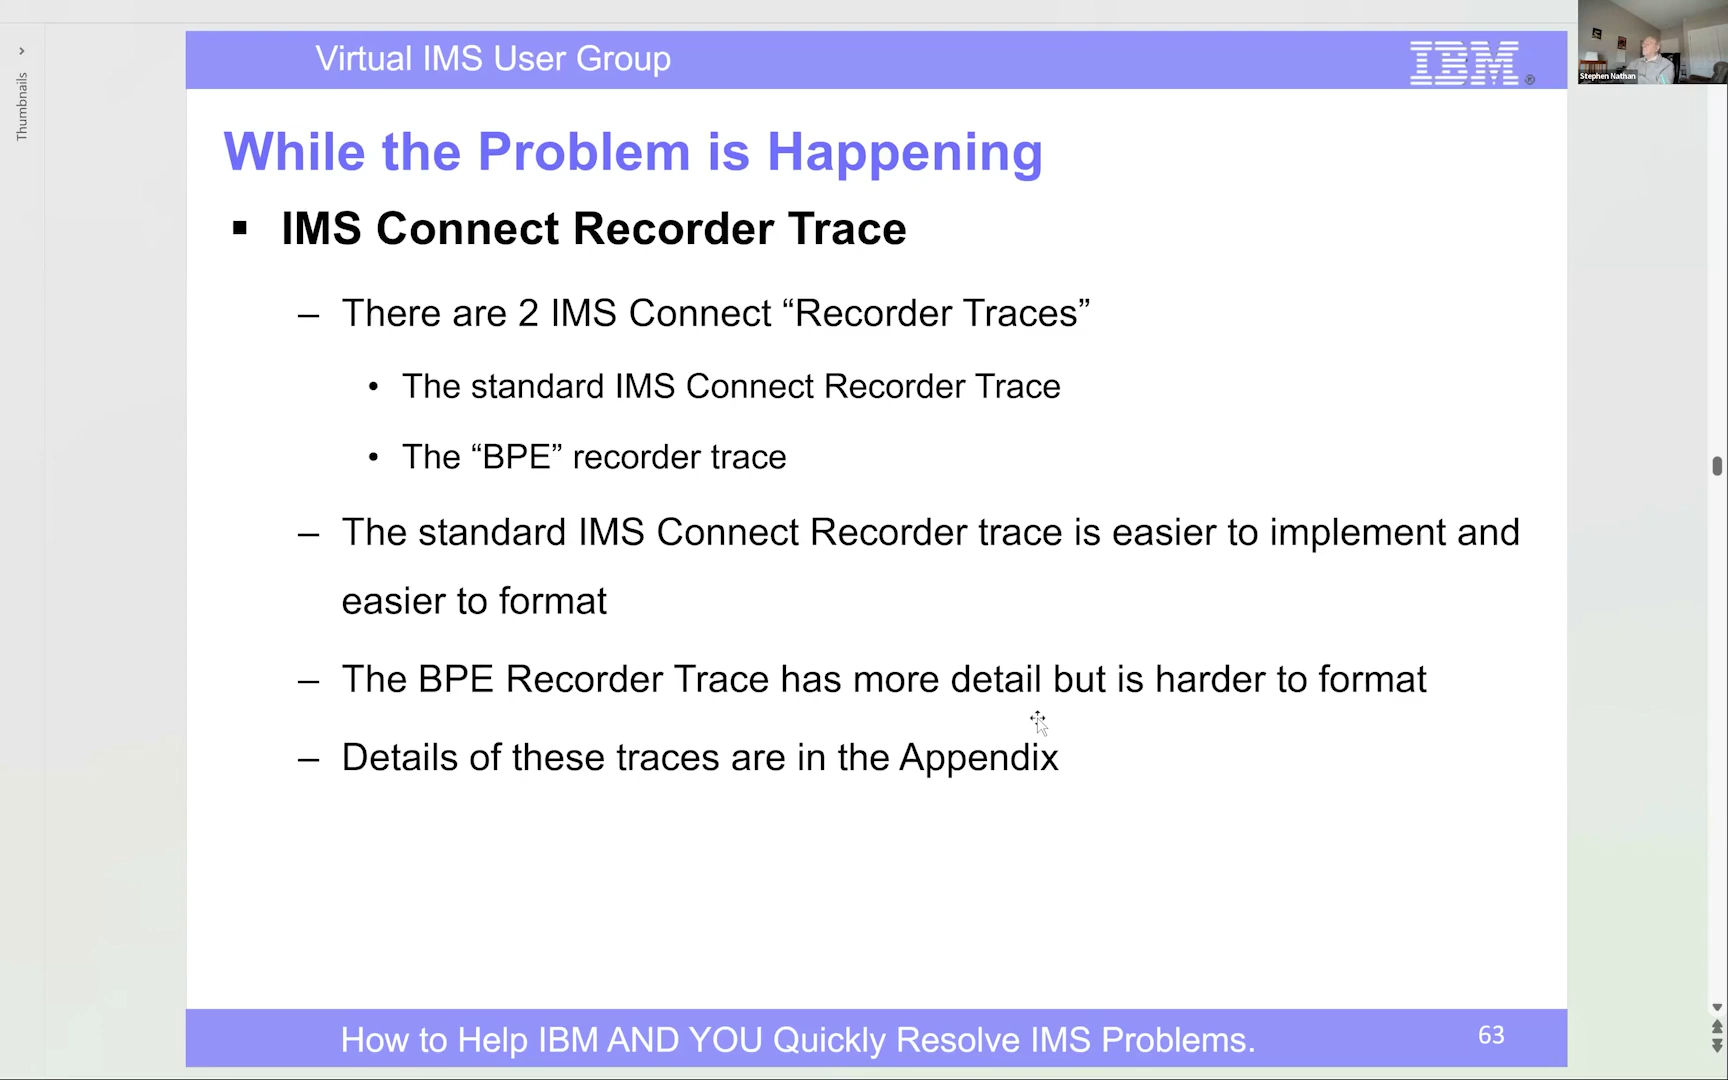 Virtual IMS User Group
IBM®
Stephen Nathan
Thumbnails
While the Problem is Happening
▪ IMS Connect Recorder Trace
– There are 2 IMS Connect “Recorder Traces”
• The standard IMS Connect Recorder Trace
• The “BPE” recorder trace
– The standard IMS Connect Recorder trace is easier to implement and
easier to format
– The BPE Recorder Trace has more detail but is harder to format
– Details of these traces are in the Appendix
How to Help IBM AND YOU Quickly Resolve IMS Problems.
63